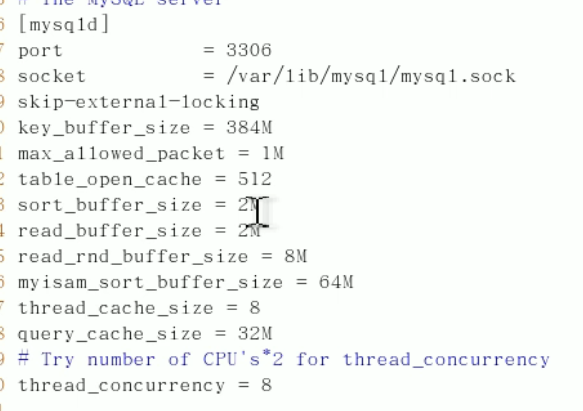 # The MySQL server
[mysqld]
port = 3306
socket = /var/lib/mysql/mysql.sock
skip-external-locking
key_buffer_size = 384M
max_allowed_packet = 1M
table_open_cache = 512
sort_buffer_size = 2M
read_buffer_size = 2M
read_rnd_buffer_size = 8M
myisam_sort_buffer_size = 64M
thread_cache_size = 8
query_cache_size = 32M
# Try number of CPU's*2 for thread_concurrency
thread_concurrency = 8